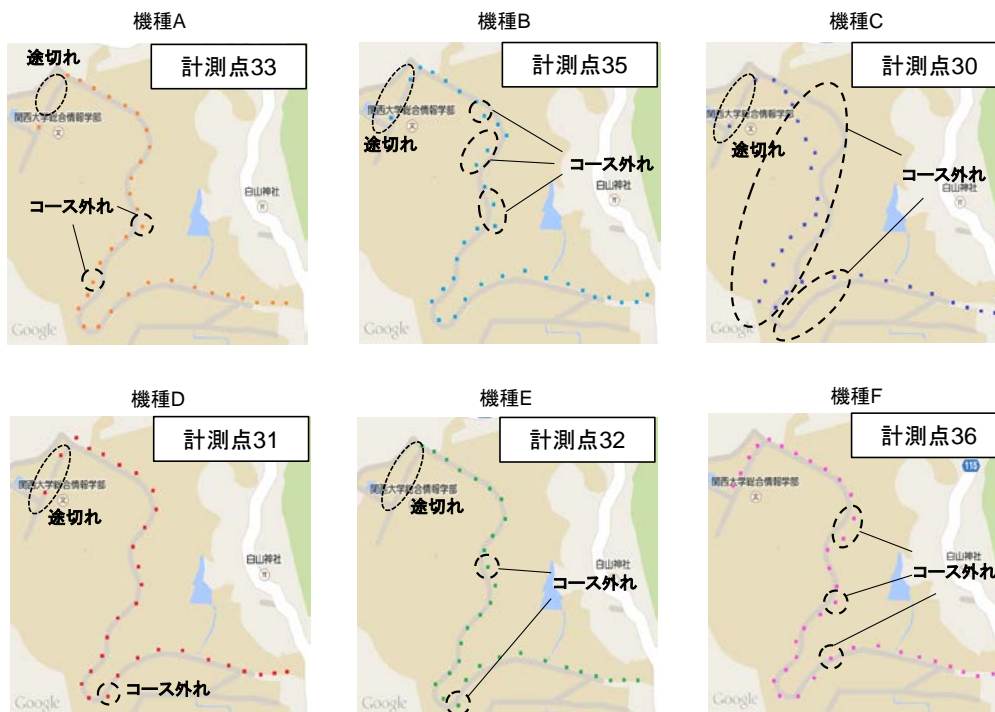 機種A
途切れ
計測点33
関西大学総合情報学部
コース外れ
白山神社
Google
機種B
計測点35
関西大学総合情報学部
途切れ
コース外れ
白山神社
Google
機種C
計測点30
関西大学総合情報学部
途切れ
コース外れ
白山神社
Google
機種D
計測点31
関西大学総合情報学部
途切れ
白山神社
コース外れ
Google
機種E
計測点32
関西大学総合情報学部
途切れ
白山神社
コース外れ
Google
機種F
計測点36
115
関西大学総合情報学部
白山神社
コース外れ
Google